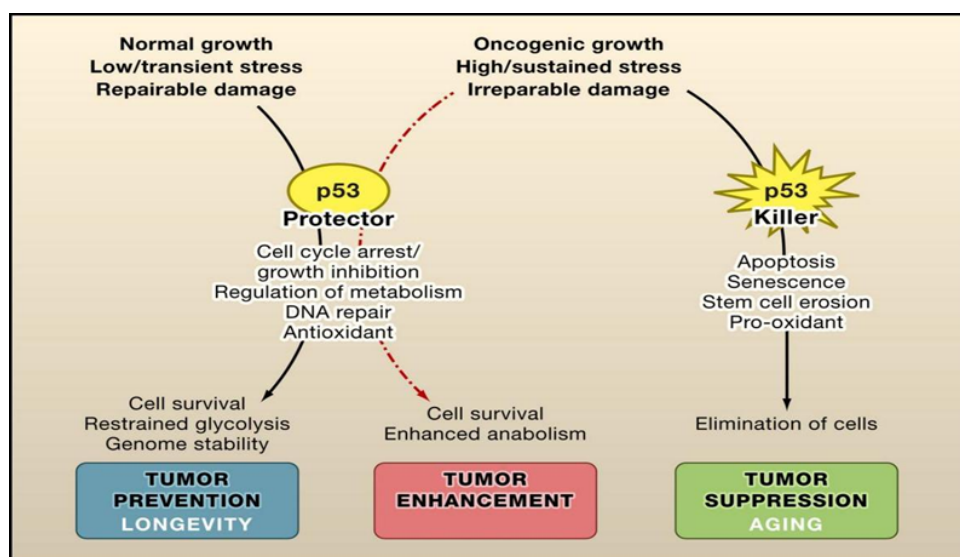 Normal growth
Low/transient stress
Repairable damage
Oncogenic growth
High/sustained stress
Irreparable damage
p53
Protector
Cell cycle arrest/
growth inhibition
Regulation of metabolism
DNA repair
Antioxidant
p53
Killer
Apoptosis
Senescence
Stem cell erosion
Pro-oxidant
Cell survival
Restrained glycolysis
Genome stability
Cell survival
Enhanced anabolism
Elimination of cells
TUMOR
PREVENTION
LONGEVITY
TUMOR
ENHANCEMENT
TUMOR
SUPPRESSION
AGING